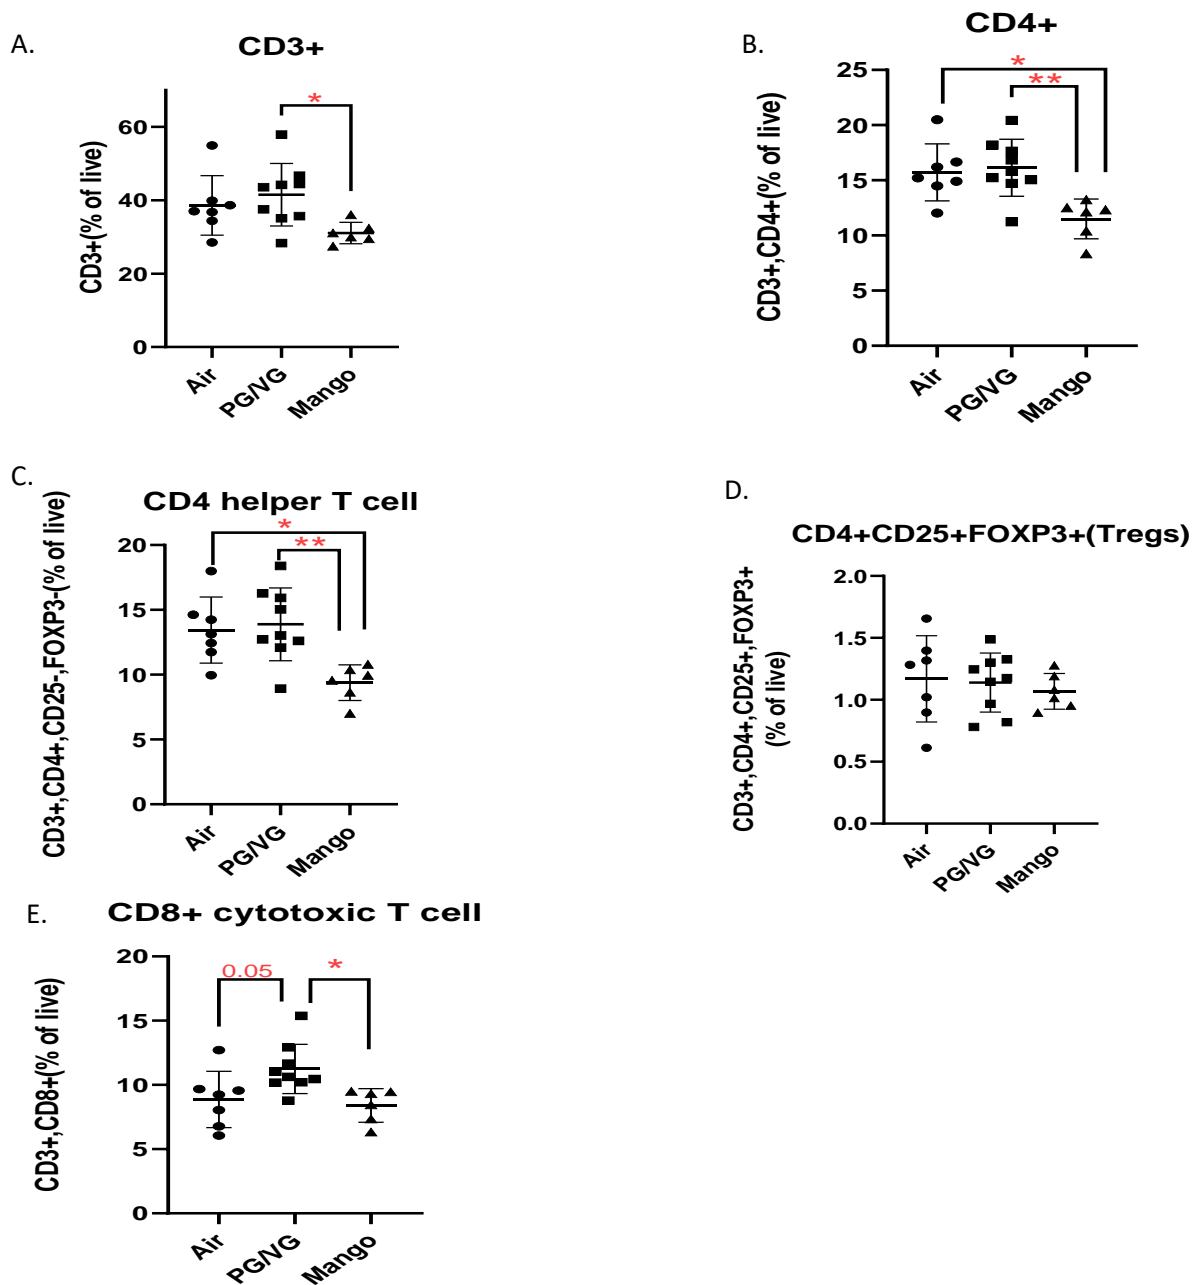 A.
CD3+
CD3+(% of live)
60
40
20
0
*
Air
PG/VG
Mango
B.
CD4+
CD3+,CD4+(% of live)
25
20
15
10
5
0
*
**
Air
PG/VG
Mango
C.
CD4 helper T cell
CD3+,CD4+,CD25-,FOXP3-(% of live)
20
15
10
5
0
*
**
Air
PG/VG
Mango
D.
CD4+CD25+FOXP3+(Tregs)
CD3+,CD4+,CD25+,FOXP3+
(% of live)
2.0
1.5
1.0
0.5
0.0
Air
PG/VG
Mango
E.
CD8+ cytotoxic T cell
CD3+,CD8+(% of live)
20
15
10
5
0
0.05
*
Air
PG/VG
Mango